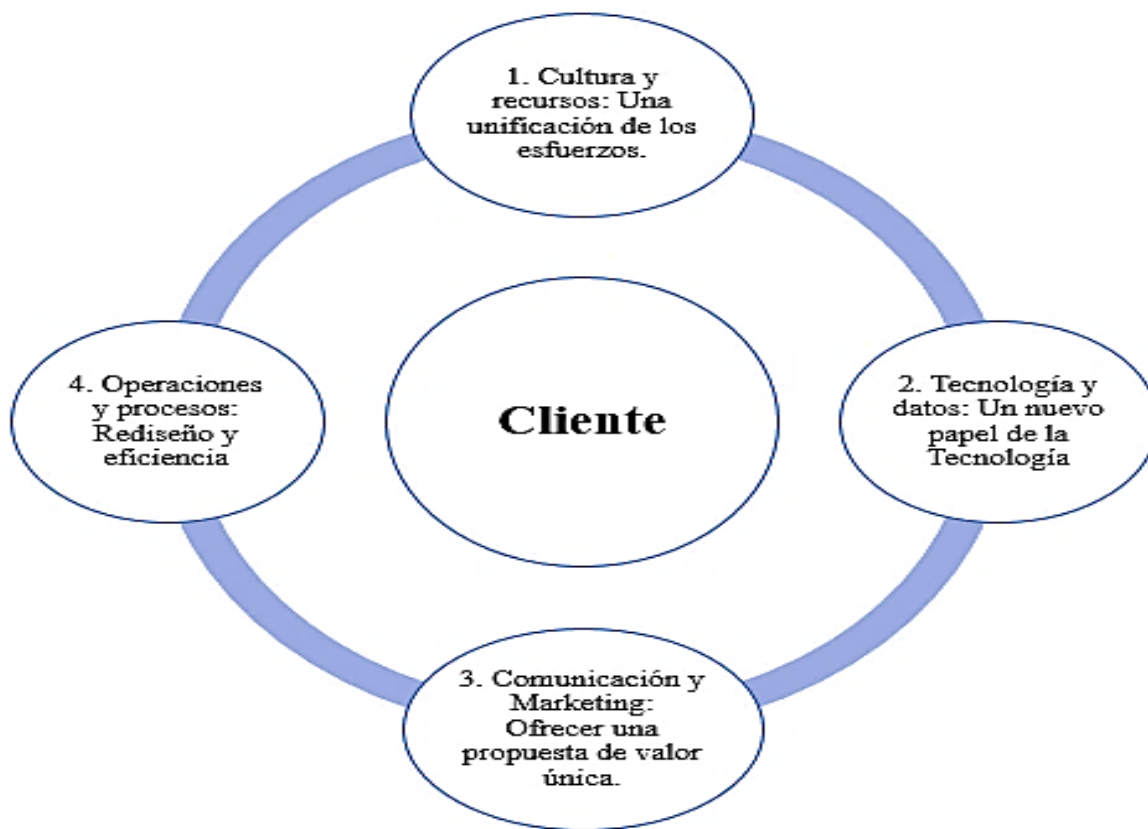 1. Cultura y
recursos: Una
unificación de los
esfuerzos.
2. Tecnología y
datos: Un nuevo
papel de la
Tecnología
3. Comunicación y
Marketing:
Ofrecer una
propuesta de valor
única.
4. Operaciones
y procesos:
Rediseño y
eficiencia
Cliente